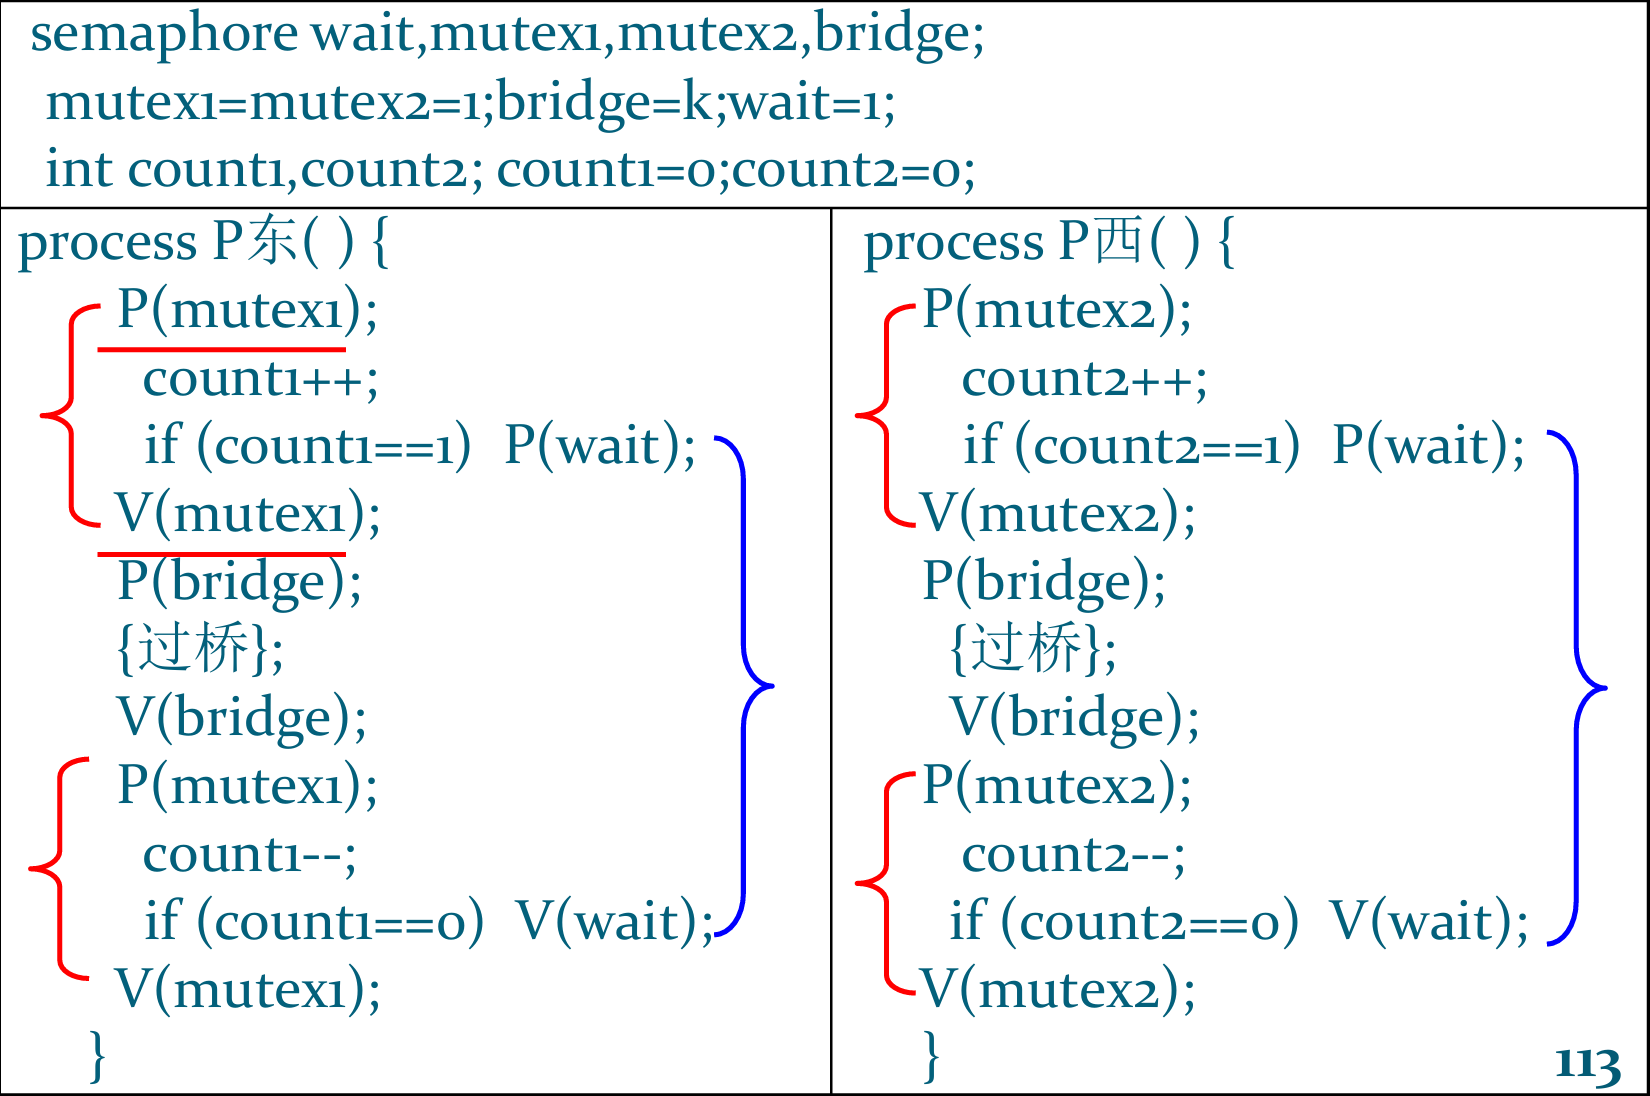 semaphore wait,mutex1,mutex2,bridge;
mutex1=mutex2=1;bridge=k;wait=1;
int count1,count2; count1=0;count2=0;
process P东( ) {
P(mutex1);
count1++;
if (count1==1) P(wait);
V(mutex1);
P(bridge);
{过桥};
V(bridge);
P(mutex1);
count1--;
if (count1==0) V(wait);
V(mutex1);
}
process P西( ) {
P(mutex2);
count2++;
if (count2==1) P(wait);
V(mutex2);
P(bridge);
{过桥};
V(bridge);
P(mutex2);
count2--;
if (count2==0) V(wait);
V(mutex2);
}
113